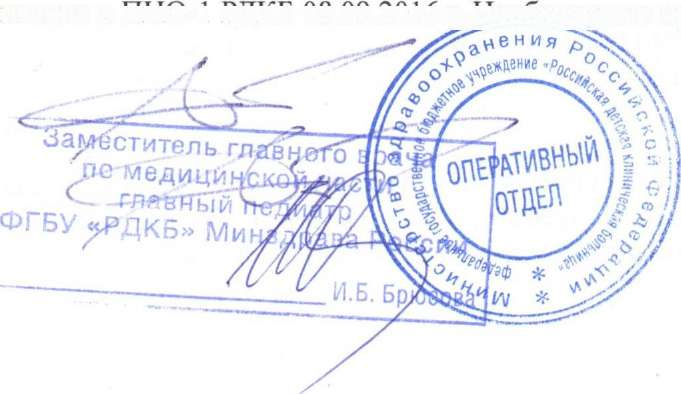 Заместитель главного врача
по медицинской части
главный педиатр
ФГБУ «РДКБ» Минздрава России
И.Б. Брюсова
Министерство здравоохранения Российской Федерации
федеральное государственное бюджетное учреждение «Российская детская клиническая больница»
ОПЕРАТИВНЫЙ
ОТДЕЛ